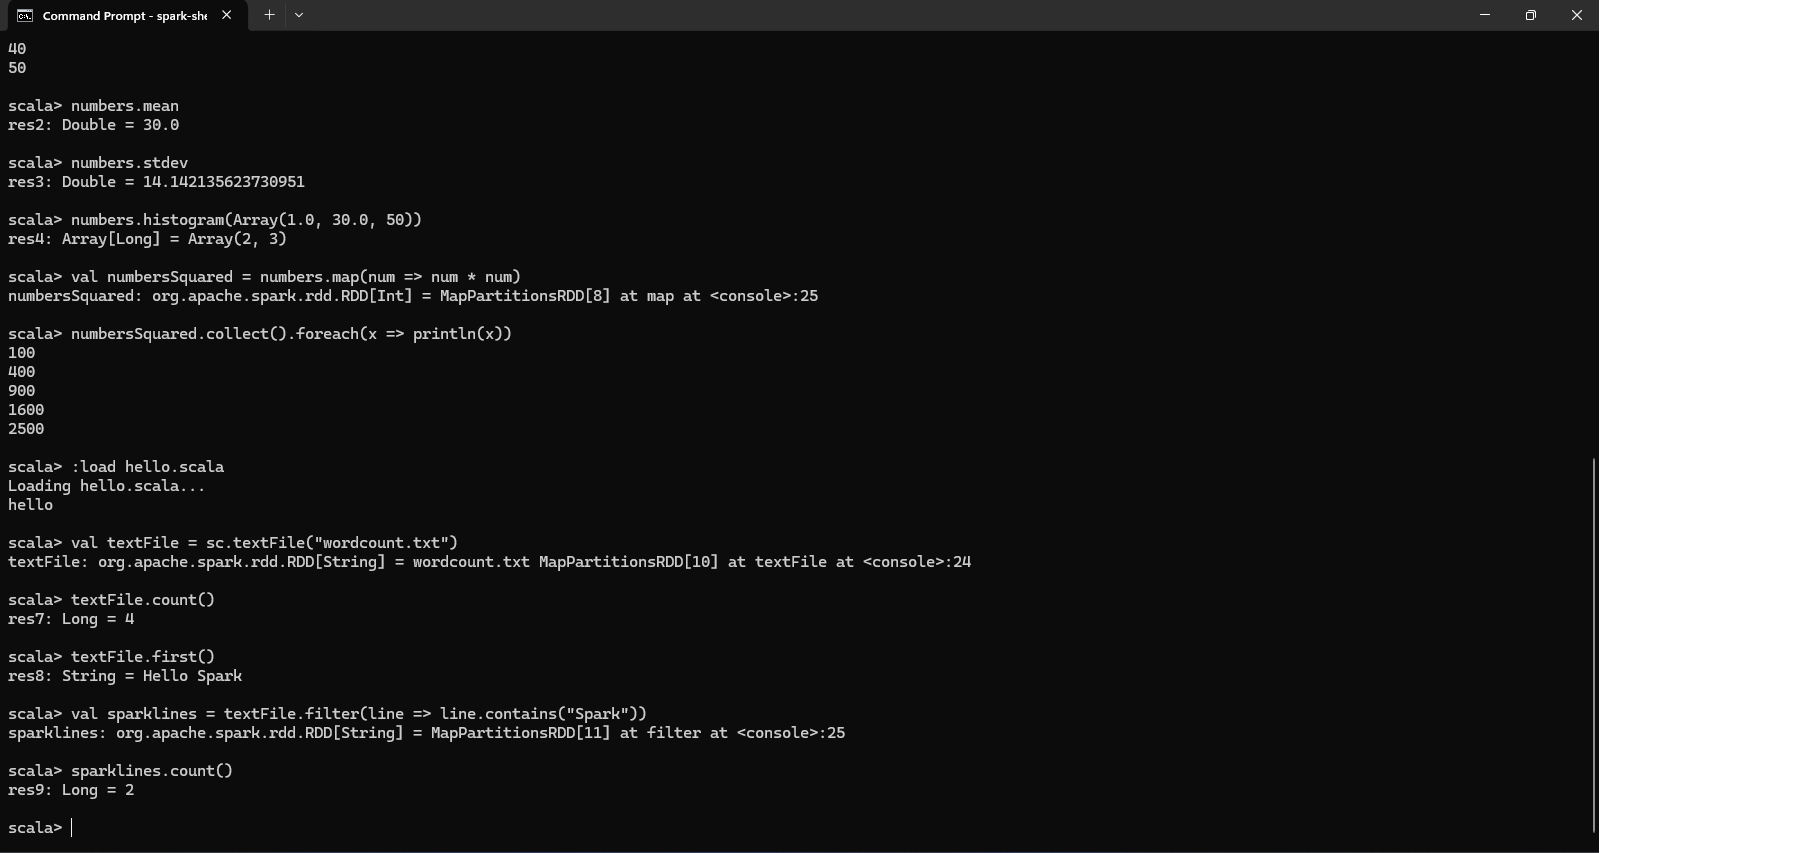 Command Prompt - spark-she
40
50
scala> numbers.mean
res2: Double = 30.0
scala> numbers.stdev
res3: Double = 14.142135623730951
scala> numbers.histogram(Array(1.0, 30.0, 50))
res4: Array[Long] = Array(2, 3)
scala> val numbersSquared = numbers.map(num => num * num)
numbersSquared: org.apache.spark.rdd.RDD[Int] = MapPartitionsRDD[8] at map at <console>:25
scala> numbersSquared.collect().foreach(x => println(x))
100
400
900
1600
2500
scala> :load hello.scala
Loading hello.scala...
hello
scala> val textFile = sc.textFile("wordcount.txt")
textFile: org.apache.spark.rdd.RDD[String] = wordcount.txt MapPartitionsRDD[10] at textFile at <console>:24
scala> textFile.count()
res7: Long = 4
scala> textFile.first()
res8: String = Hello Spark
scala> val sparklines = textFile.filter(line => line.contains("Spark"))
sparklines: org.apache.spark.rdd.RDD[String] = MapPartitionsRDD[11] at filter at <console>:25
scala> sparklines.count()
res9: Long = 2
scala>